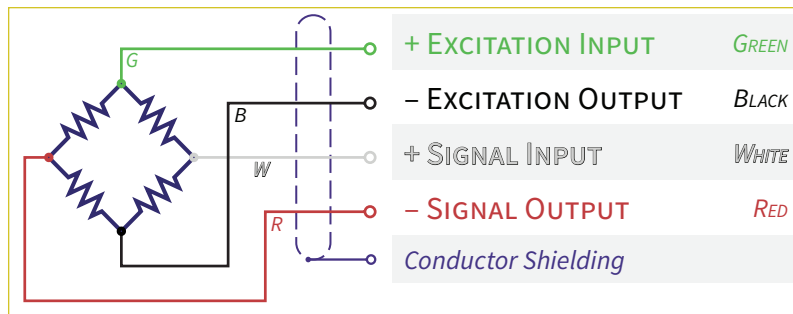 G
+ Excitation Input Green
B
– Excitation Output Black
W
+ Signal Input White
R
– Signal Output Red
Conductor Shielding